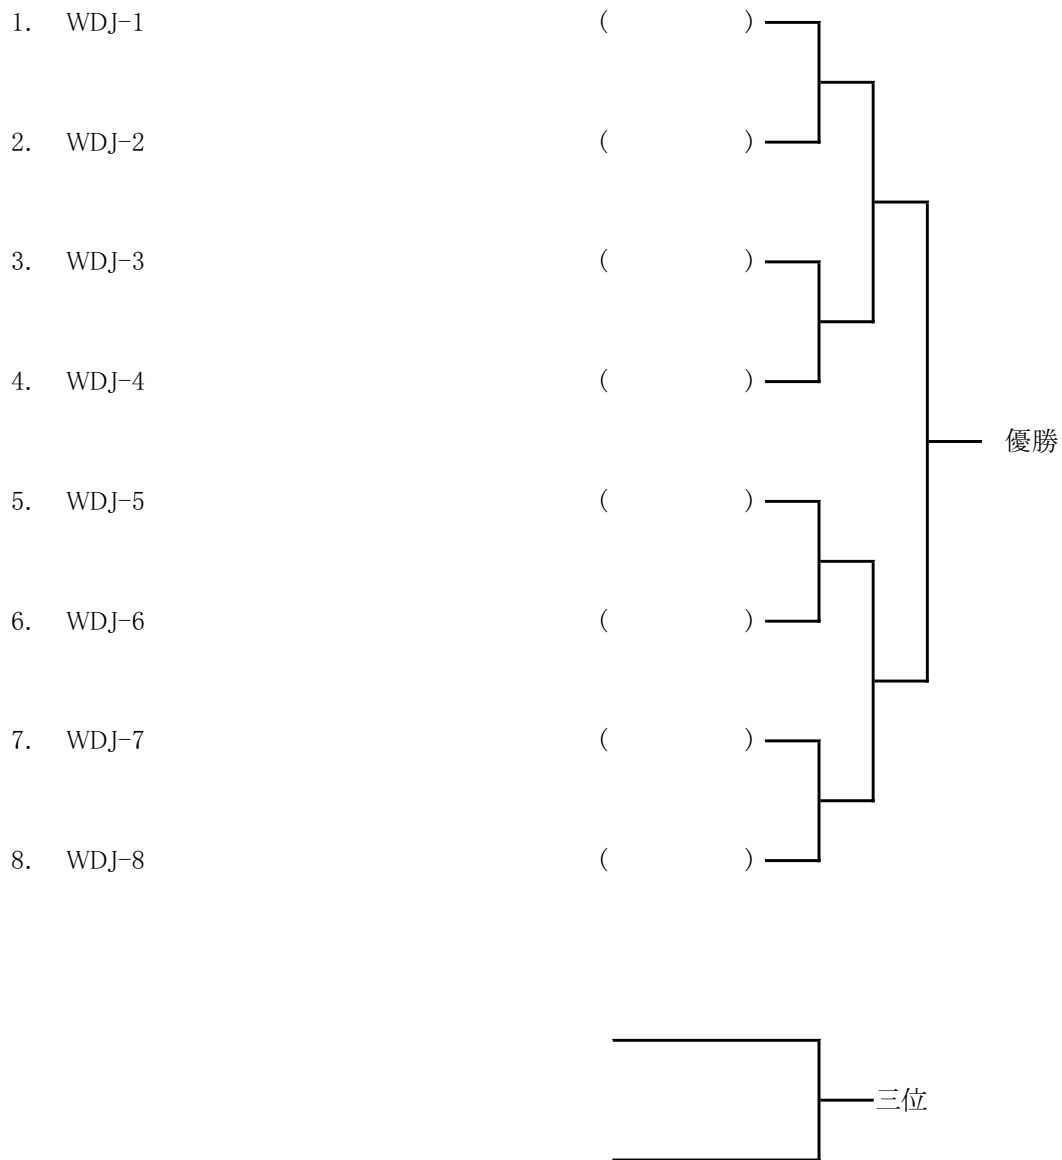 1. WDJ-1 ( )
2. WDJ-2 ( )
3. WDJ-3 ( )
4. WDJ-4 ( )
優勝
5. WDJ-5 ( )
6. WDJ-6 ( )
7. WDJ-7 ( )
8. WDJ-8 ( )
三位